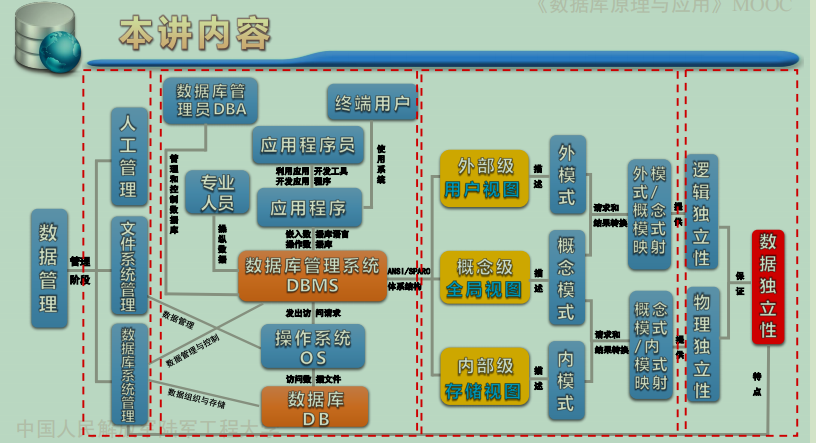 《数据库原理与应用》MOOC
本讲内容
数据管理
管理
阶段
人工管理
文件系统管理
数据库系统管理
数据库管
理员DBA
管理和控制数据库
专业
人员
操纵数据
终端用户
使用系统
应用程序员
利用应用 开发工具
开发应用 程序
应用程序
嵌入数 据库语言
操作数 据库
数据库管理系统
DBMS
发出访 问请求
操作系统
OS
访问数 据文件
数据库
DB
数据管理
数据管理与控制
数据组织与存储
ANSI/SPARC
体系结构
外部级
用户视图
概念级
全局视图
内部级
存储视图
描述
描述
描述
外模式
概念模式
内模式
请求和
结果转换
请求和
结果转换
外模
式/
概念
模式
映射
概念
模式
/内
模式
映射
提供
提供
逻辑独立性
物理独立性
保证
数据独立性
特点
中国人民解放军陆军工程大学